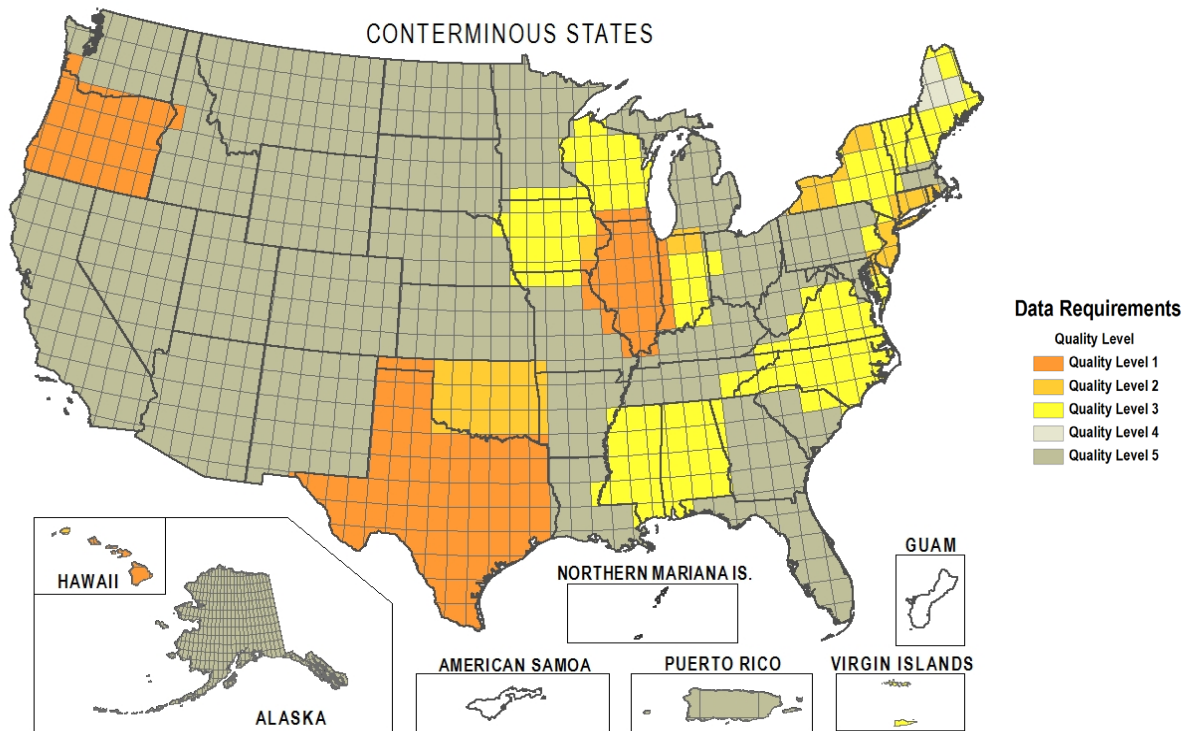 CONTERMINOUS STATES
Data Requirements
Quality Level
Quality Level 1
Quality Level 2
Quality Level 3
Quality Level 4
Quality Level 5
HAWAII
ALASKA
NORTHERN MARIANA IS.
GUAM
AMERICAN SAMOA
PUERTO RICO
VIRGIN ISLANDS